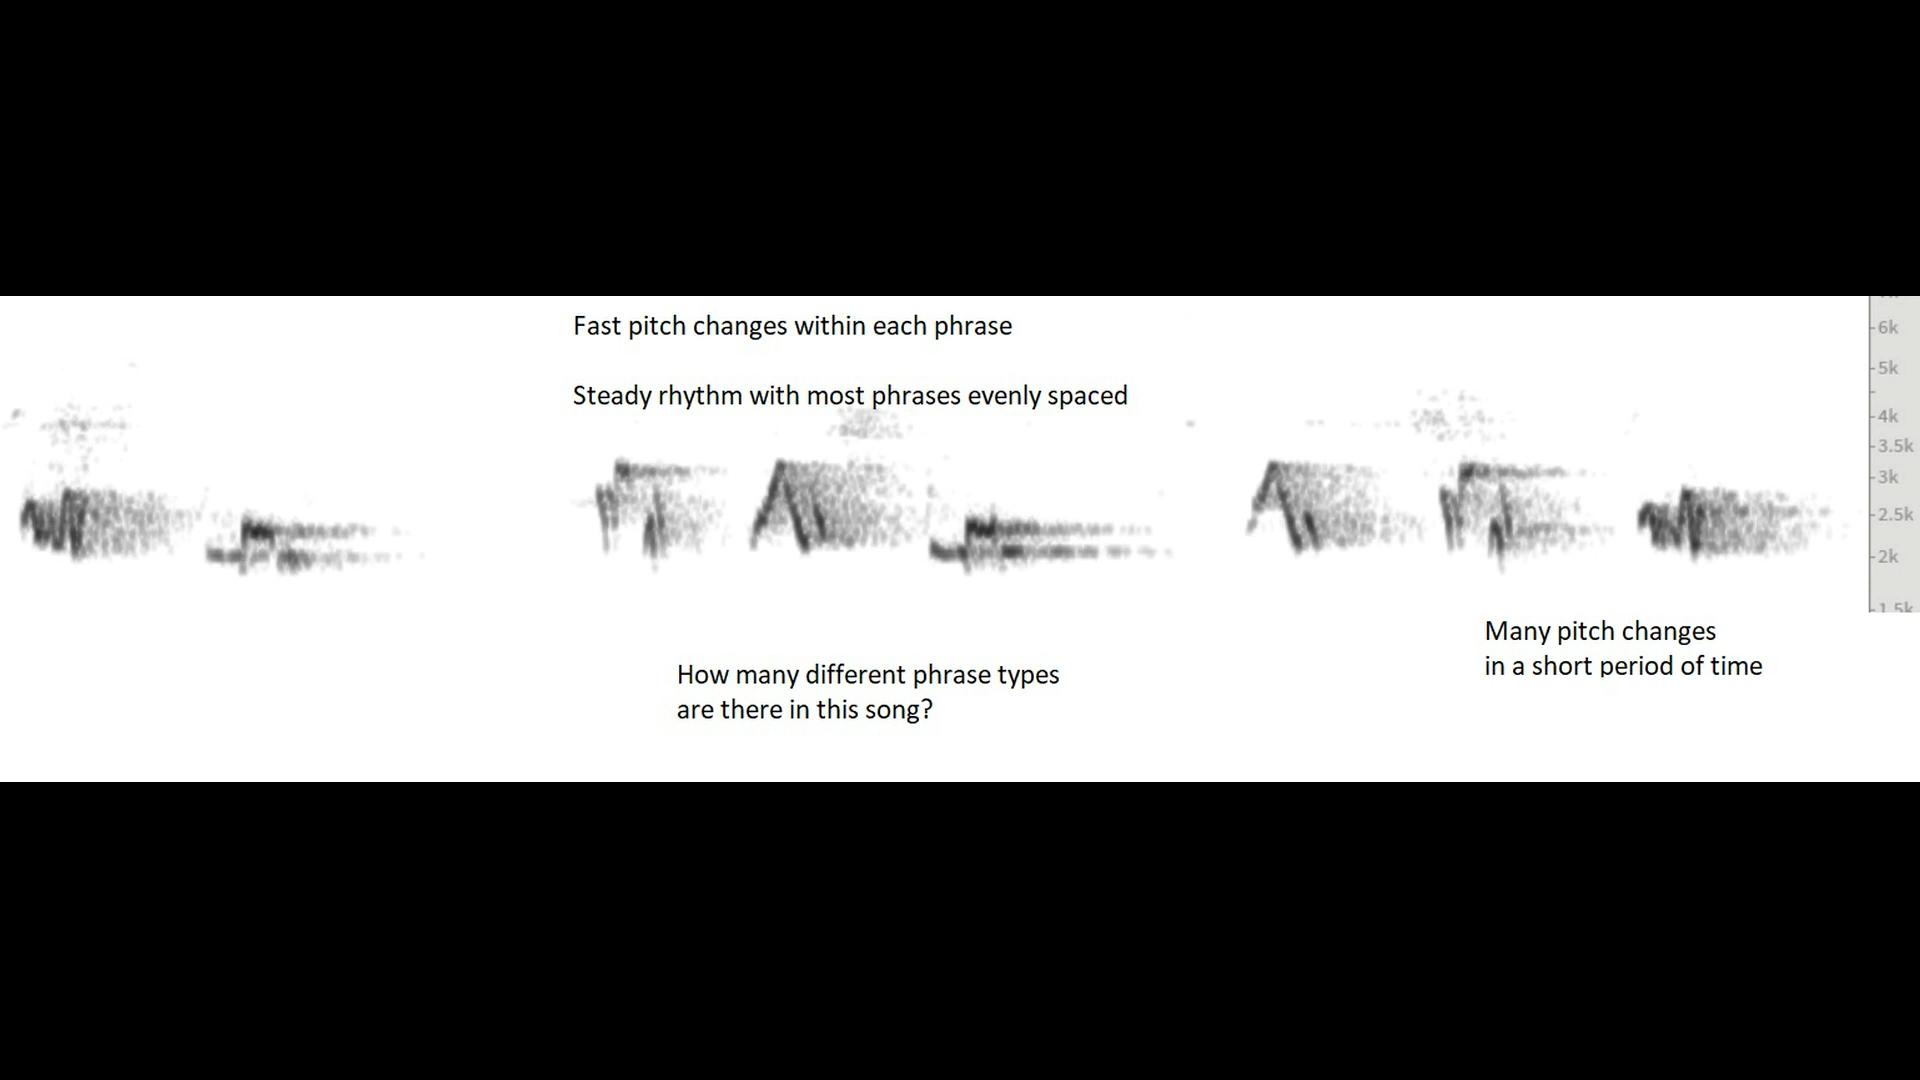 Fast pitch changes within each phrase
Steady rhythm with most phrases evenly spaced
6k
5k
4k
3.5k
3k
2.5k
2k
1.5k
Many pitch changes
in a short period of time
How many different phrase types
are there in this song?